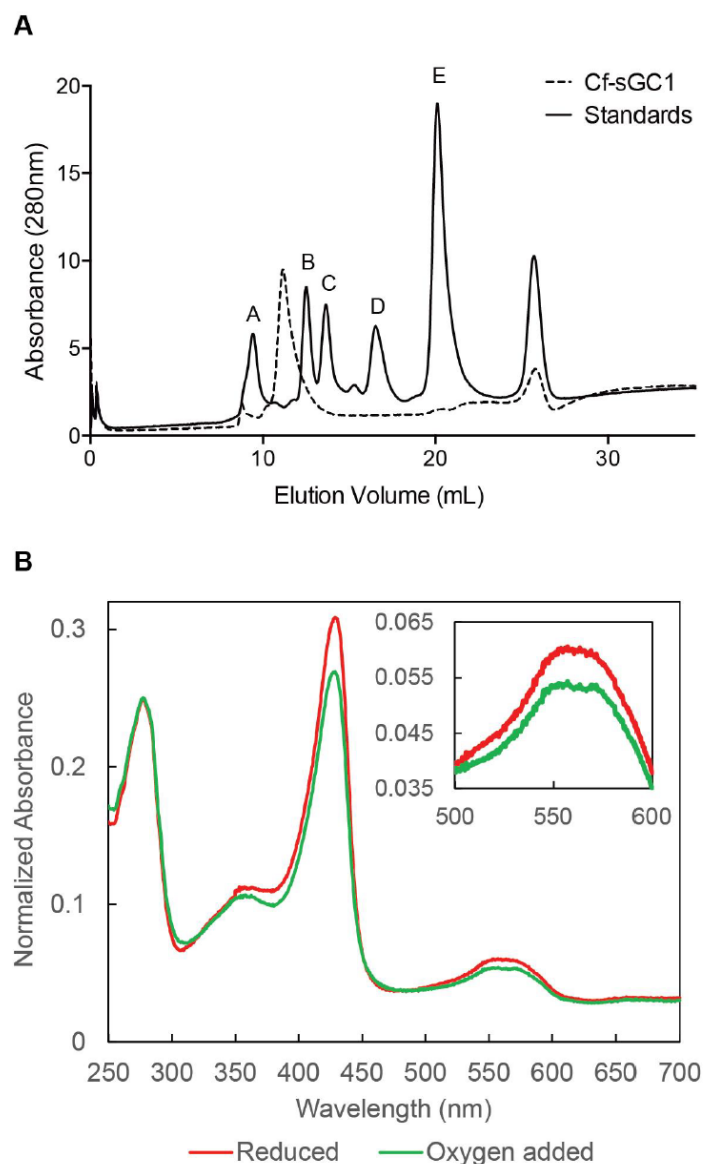 A
E
Cf-sGC1
Standards
20
15
10
5
0
A
B
C
D
Absorbance (280nm)
0
10
20
30
Elution Volume (mL)
B
0.3
0.2
0.1
0
Normalized Absorbance
0.065
0.055
0.045
0.035
500
550
600
250
300
350
400
450
500
550
600
650
700
Wavelength (nm)
Reduced
Oxygen added